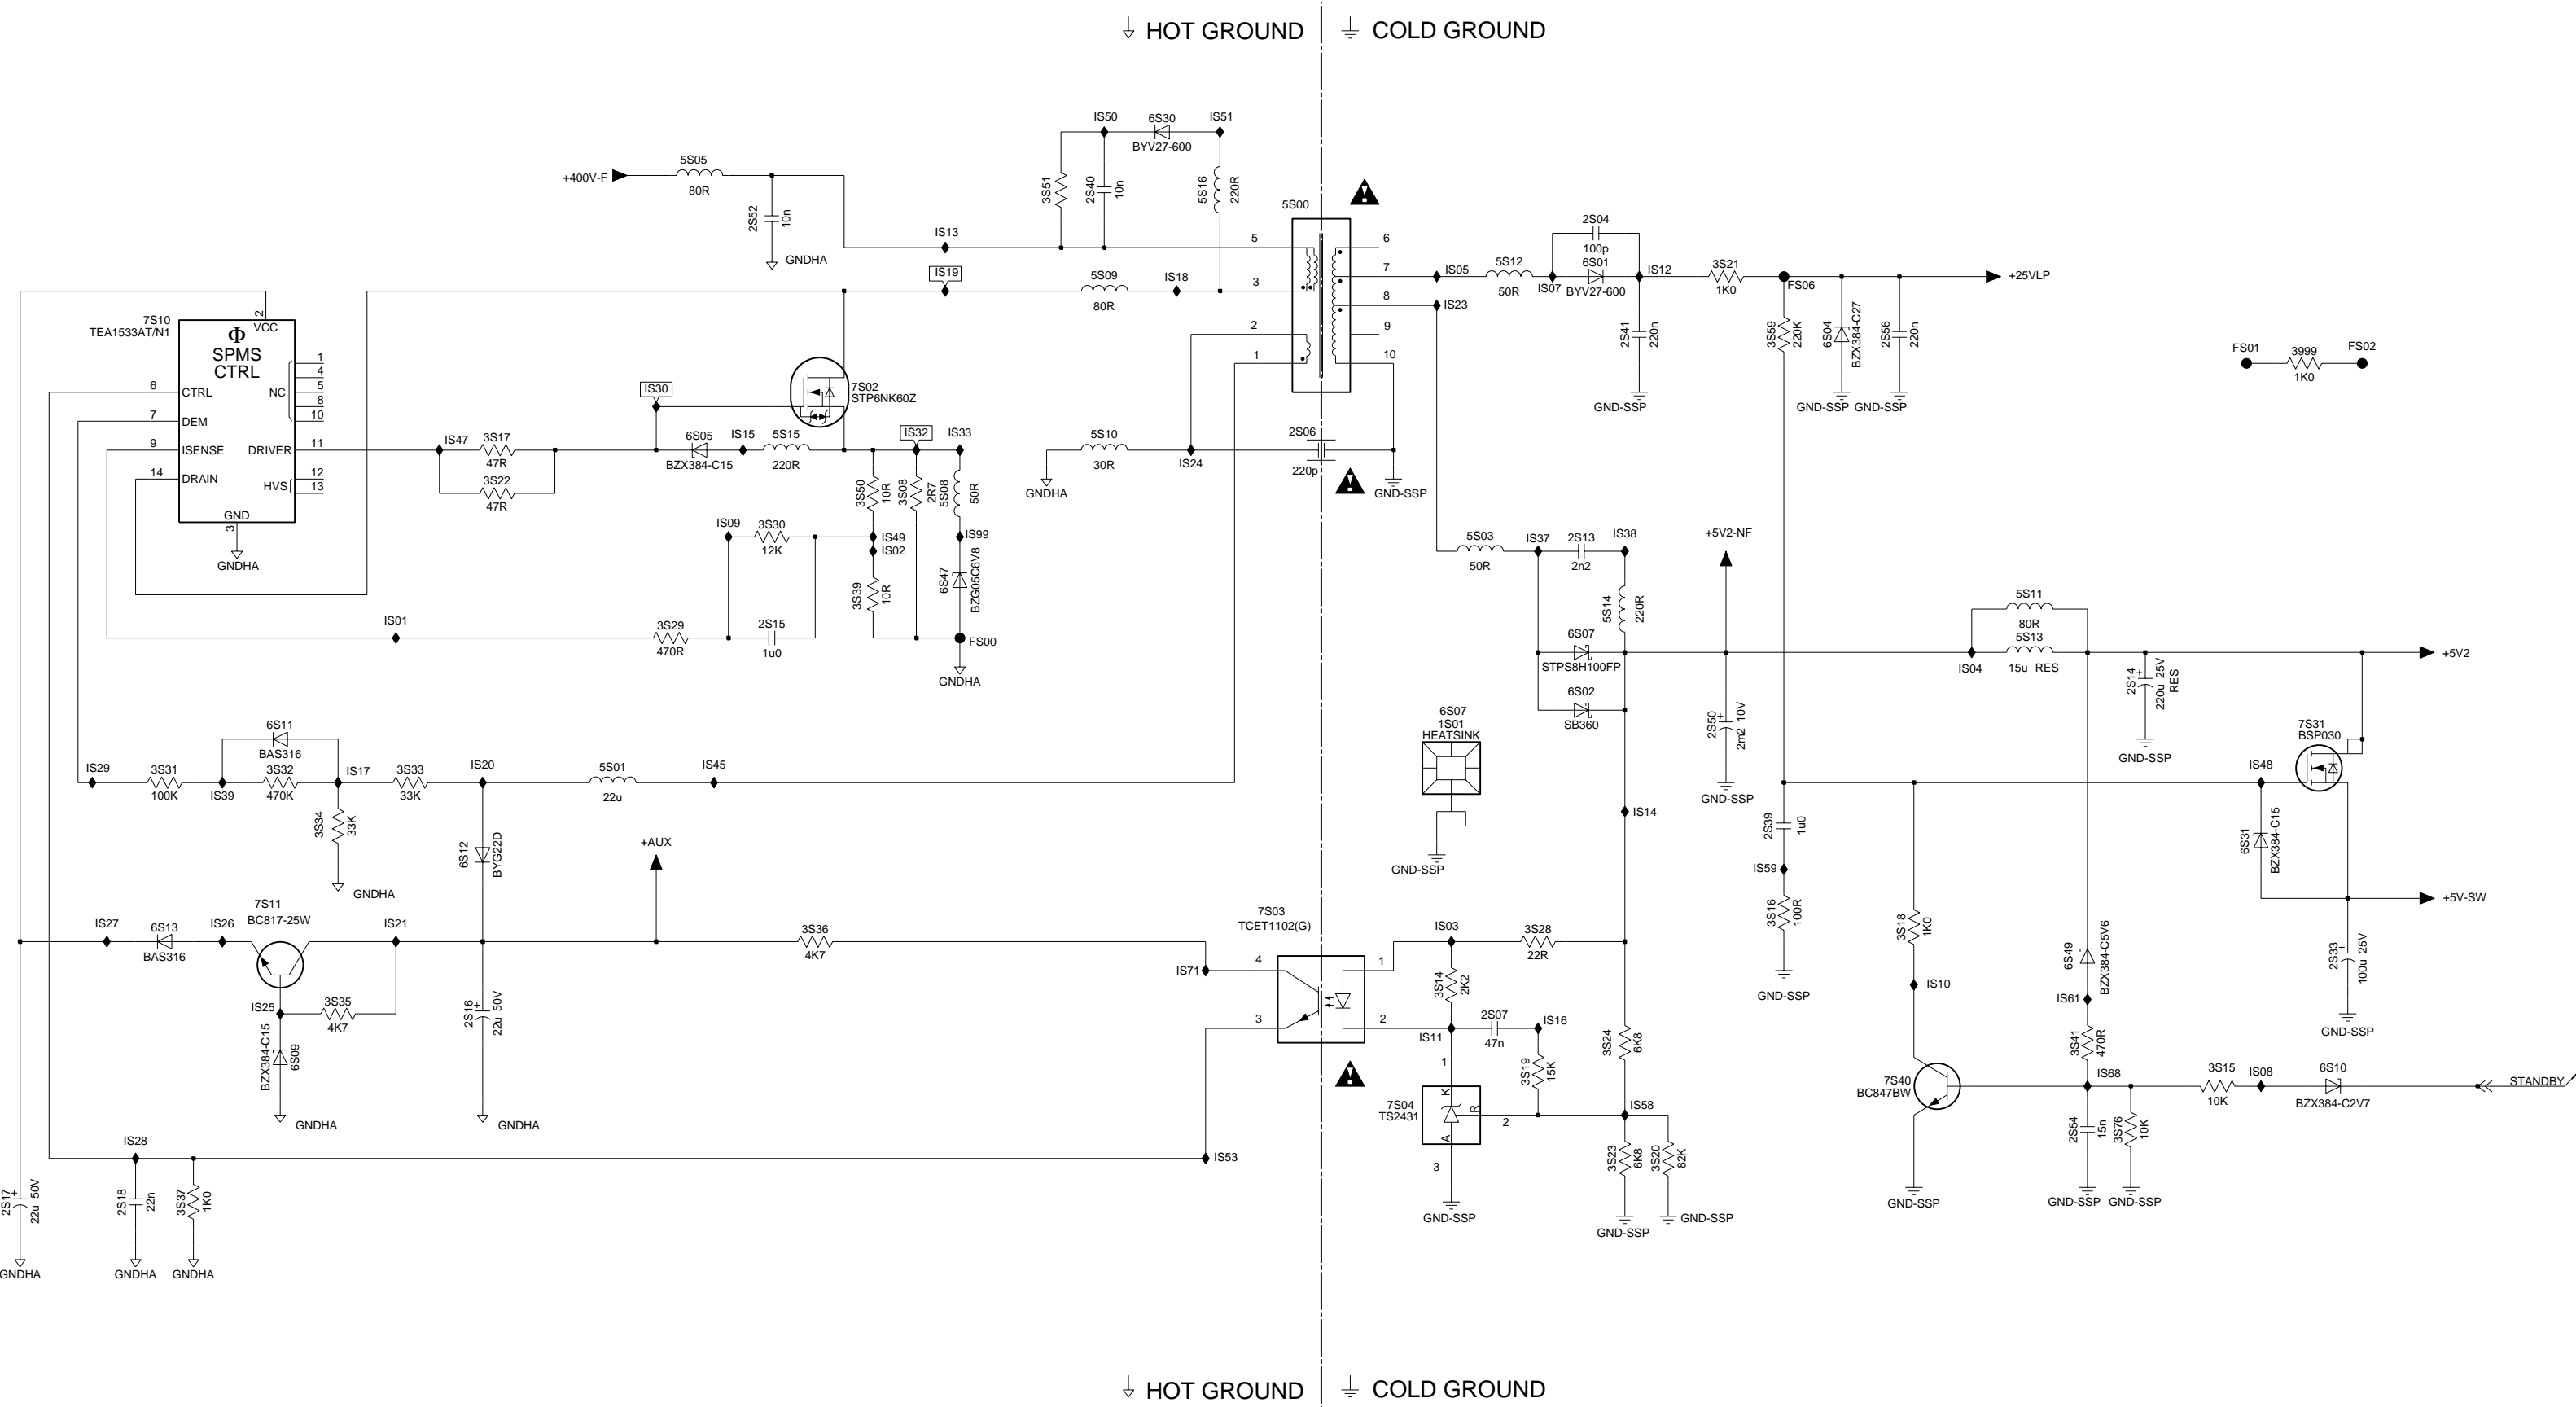 HOT GROUND
COLD GROUND
IS50
6S30
IS51
BYV27-600
+400V-F
5S05
80R
3S51
2S40
10n
5S16
220R
2S52
10n
GNDHA
IS13
IS19
5S09
80R
IS18
5S00
5
3
2
1
6
7
8
9
10
IS05
5S12
50R
IS07
2S04
100p
6S01
BYV27-600
IS12
3S21
1K0
FS06
+25VLP
IS23
2S41
220n
GND-SSP
3S59
220K
6S04
BZX384-C27
2S56
220n
GND-SSP
GND-SSP
FS01
3999
1K0
FS02
7S10
TEA1533AT/N1
Φ
SPMS
CTRL
2
VCC
6
CTRL
7
DEM
9
ISENSE
14
DRAIN
NC
1
4
5
8
10
DRIVER
11
HVS
12
13
GND
3
GNDHA
IS47
3S17
47R
3S22
47R
IS30
7S02
STP6NK60Z
6S05
BZX384-C15
IS15
5S15
220R
IS32
IS33
3S50
10R
3S08
2R7
5S08
50R
IS09
3S30
12K
IS49
IS02
IS99
3S39
10R
6S47
BZG05C6V8
IS01
3S29
470R
2S15
1u0
FS00
GNDHA
5S10
30R
GNDHA
IS24
2S06
220p
GND-SSP
5S03
50R
IS37
2S13
2n2
IS38
5S14
220R
+5V2-NF
6S07
STPS8H100FP
6S02
SB360
5S11
80R
5S13
15u RES
IS04
+5V2
2S14
220u 25V
RES
GND-SSP
2S50
2m2 10V
GND-SSP
6S07
1S01
HEATSINK
GND-SSP
IS14
7S31
BSP030
IS48
6S31
BZX384-C15
+5V-SW
2S33
100u 25V
GND-SSP
6S11
BAS316
IS29
3S31
100K
IS39
3S32
470K
IS17
3S33
33K
IS20
5S01
22u
IS45
3S34
33K
GNDHA
6S12
BYG22D
+AUX
2S39
1u0
IS59
3S16
100R
GND-SSP
7S11
BC817-25W
IS27
6S13
BAS316
IS26
IS21
IS25
3S35
4K7
BZX384-C15
6S09
GNDHA
2S16
22u 50V
GNDHA
3S36
4K7
IS71
7S03
TCET1102(G)
4
3
1
2
IS03
3S28
22R
3S14
2K2
IS11
2S07
47n
IS16
3S19
15K
3S24
6K8
1
7S04
TS2431
K
R
A
2
3
GND-SSP
IS58
3S23
6K8
3S20
82K
GND-SSP
GND-SSP
3S18
1K0
IS10
7S40
BC847BW
GND-SSP
6S49
BZX384-C5V6
IS61
3S41
470R
IS68
2S54
15n
3S76
10K
GND-SSP
GND-SSP
3S15
10K
IS08
6S10
BZX384-C2V7
STANDBY
IS28
IS53
2S17
22u 50V
GNDHA
2S18
22n
GNDHA
3S37
1K0
GNDHA
HOT GROUND
COLD GROUND